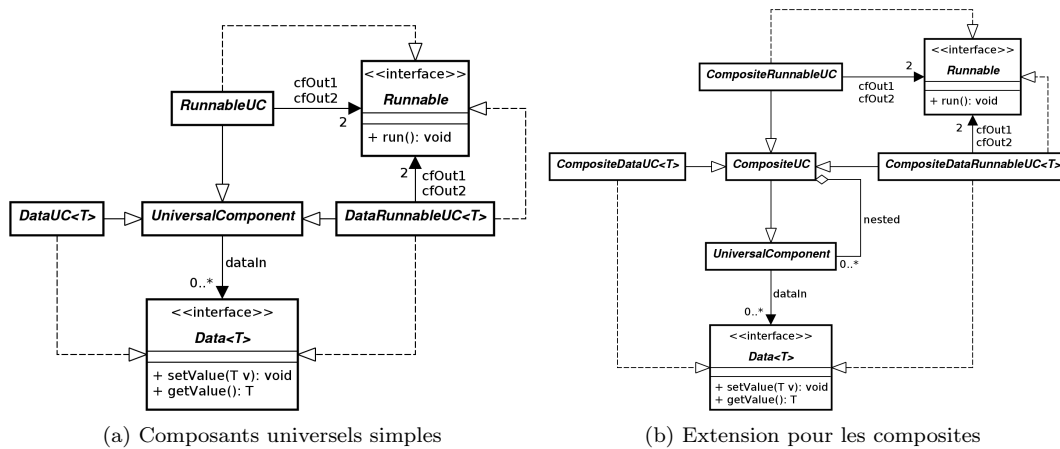 <<interface>>
Runnable
+ run(): void
RunnableUC
cfOut1
cfOut2
2
2
cfOut1
cfOut2
DataUC<T>
UniversalComponent
DataRunnableUC<T>
dataIn
0..*
<<interface>>
Data<T>
+ setValue(T v): void
+ getValue(): T
(a) Composants universels simples
<<interface>>
Runnable
+ run(): void
CompositeRunnableUC
2
cfOut1
cfOut2
2
cfOut1
cfOut2
CompositeDataUC<T>
CompositeUC
CompositeDataRunnableUC<T>
nested
UniversalComponent
0..*
dataIn
0..*
<<interface>>
Data<T>
+ setValue(T v): void
+ getValue(): T
(b) Extension pour les composites